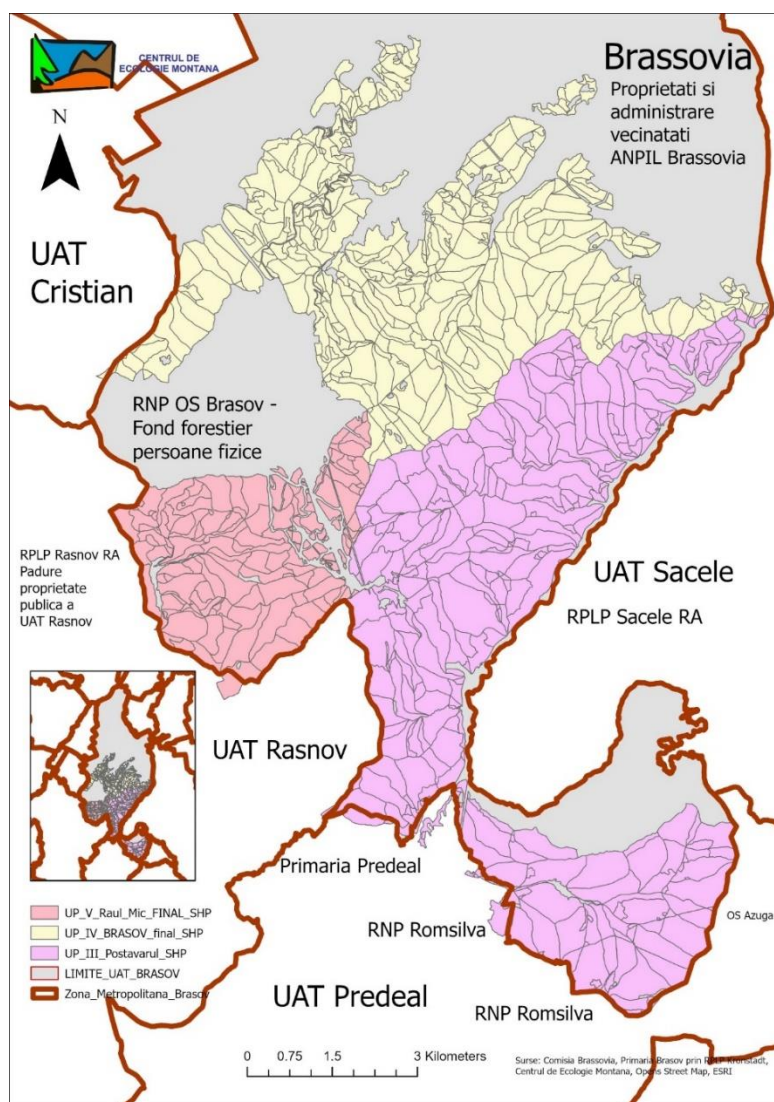 CENTRUL DE
ECOLOGIE MONTANA
N
Brassovia
Proprietati si
administrare
vecinatati
ANPIL Brassovia
UAT
Cristian
RNP OS Brasov -
Fond forestier
persoane fizice
RPLP Rasnov RA
Padure
proprietate
publica a
UAT Rasnov
UAT Sacele
RPLP Sacele RA
UAT Rasnov
Primaria Predeal
RNP Romsilva
OS Azuga
UAT Predeal
RNP Romsilva
UP_V_Raul_Mic_FINAL_SHP
UP_IV_BRASOV_final_SHP
UP_III_Postavarul_SHP
LIMITE_UAT_BRASOV
Zona_Metropolitana_Brasov
0 0.75 1.5 3 Kilometers
Surse: Comisia Brassovia, Primaria Brasov prin RPLP Kronstadt,
Centrul de Ecologie Montana, Opens Street Map, ESRI